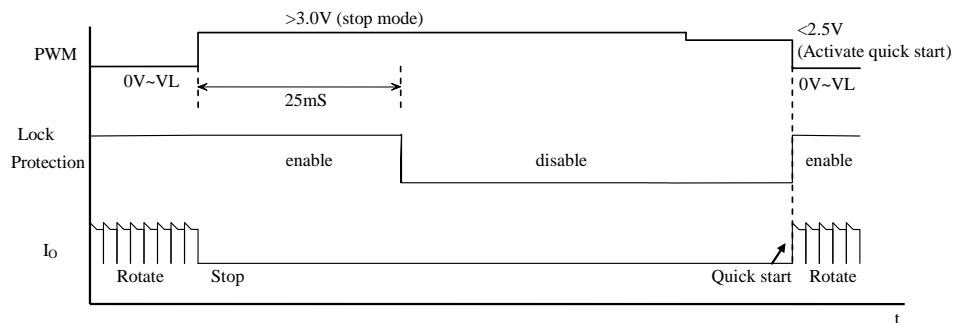 >3.0V (stop mode)
<2.5V
(Activate quick start)
PWM
0V~VL
0V~VL
25mS
Lock
Protection
enable
disable
enable
IO
Rotate
Stop
Quick start
Rotate
t